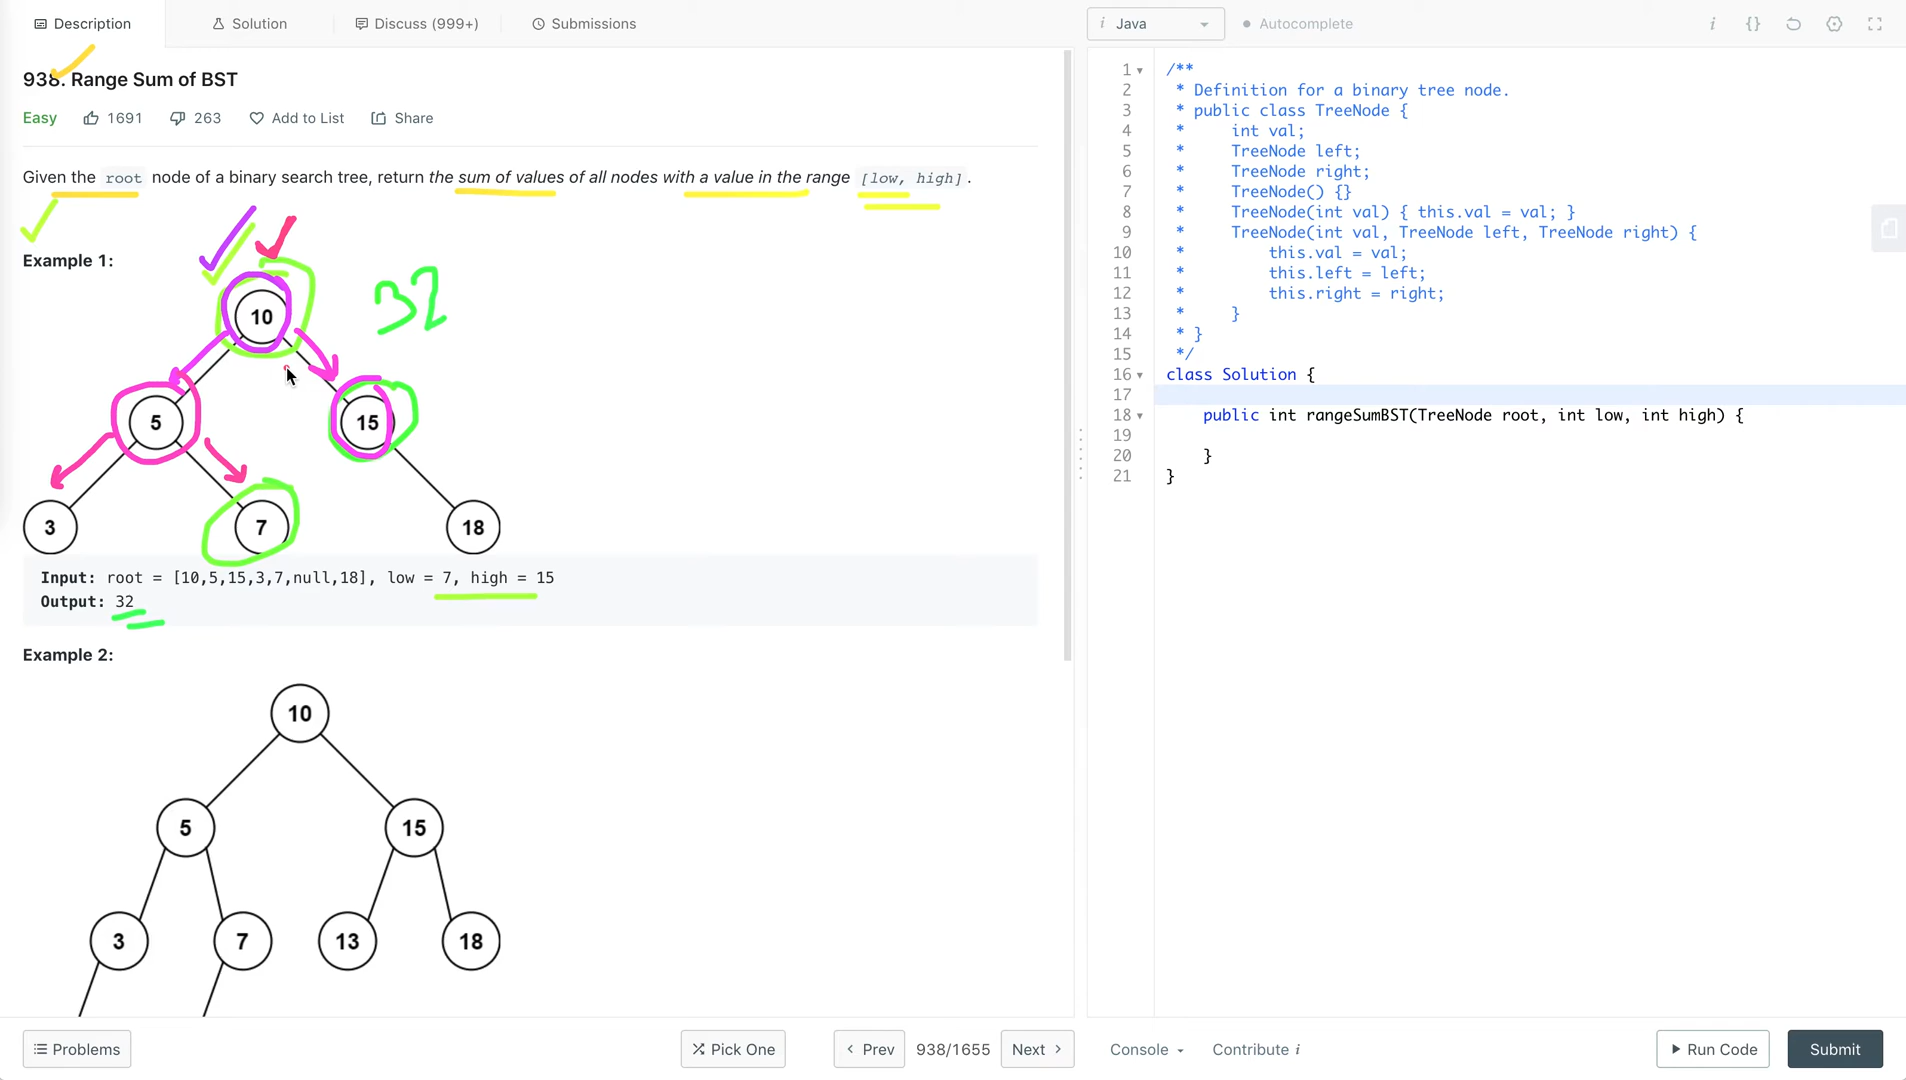 Description
Solution
Discuss (999+)
Submissions
938. Range Sum of BST
Easy 1691 263 Add to List Share
Given the root node of a binary search tree, return the sum of values of all nodes with a value in the range [low, high].
Example 1:
32
10
5
15
3
7
18
Input: root = [10,5,15,3,7,null,18], low = 7, high = 15
Output: 32
Example 2:
10
5
15
3
7
13
18
Problems
Pick One
Prev
938/1655
Next
i Java
Autocomplete
i {}
1 /**
2 * Definition for a binary tree node.
3 * public class TreeNode {
4 * int val;
5 * TreeNode left;
6 * TreeNode right;
7 * TreeNode() {}
8 * TreeNode(int val) { this.val = val; }
9 * TreeNode(int val, TreeNode left, TreeNode right) {
10 * this.val = val;
11 * this.left = left;
12 * this.right = right;
13 * }
14 * }
15 */
16 class Solution {
17
18 public int rangeSumBST(TreeNode root, int low, int high) {
19
20 }
21 }
Console
Contribute i
Run Code
Submit